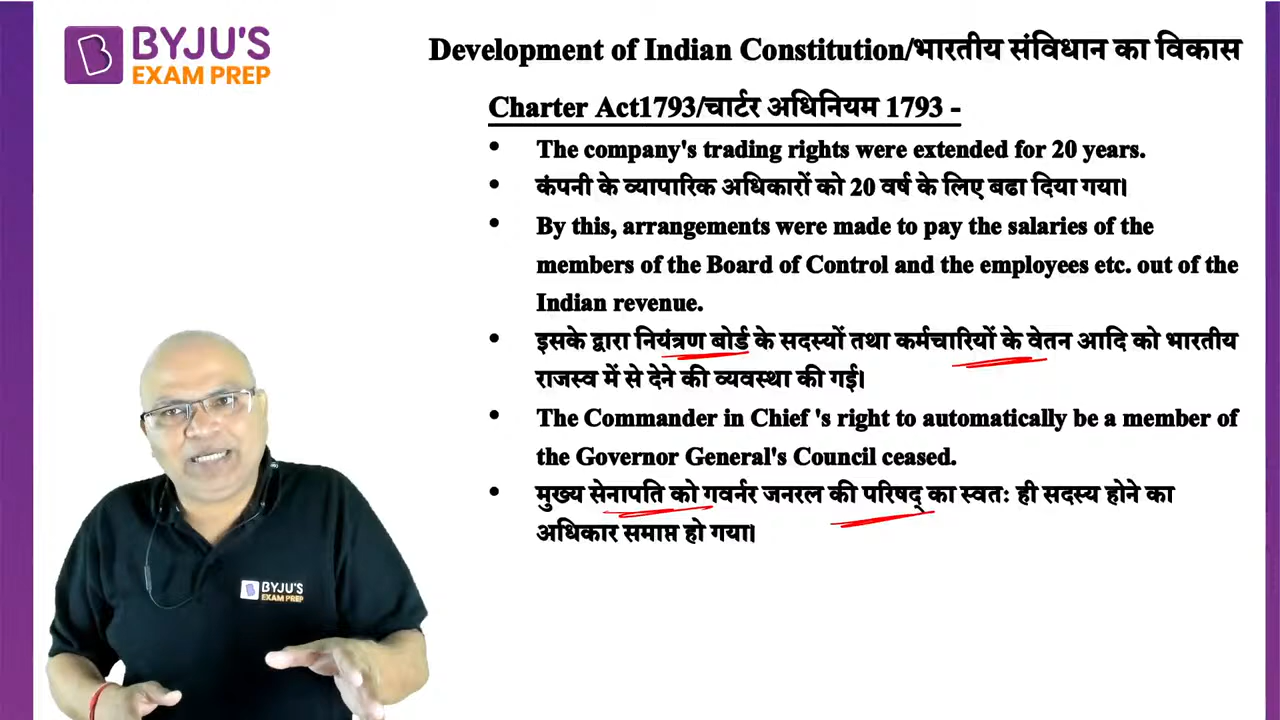 BYJU'S
EXAM PREP
Development of Indian Constitution/भारतीय संविधान का विकास
Charter Act1793/चार्टर अधिनियम 1793 -
• The company's trading rights were extended for 20 years.
• कंपनी के व्यापारिक अधिकारों को 20 वर्ष के लिए बढा दिया गया।
• By this, arrangements were made to pay the salaries of the
members of the Board of Control and the employees etc. out of the
Indian revenue.
• इसके द्वारा नियंत्रण बोर्ड के सदस्यों तथा कर्मचारियों के वेतन आदि को भारतीय
राजस्व में से देने की व्यवस्था की गई।
• The Commander in Chief 's right to automatically be a member of
the Governor General's Council ceased.
• मुख्य सेनापति को गवर्नर जनरल की परिषद् का स्वतः ही सदस्य होने का
अधिकार समाप्त हो गया।
BYJU'S
EXAM PREP